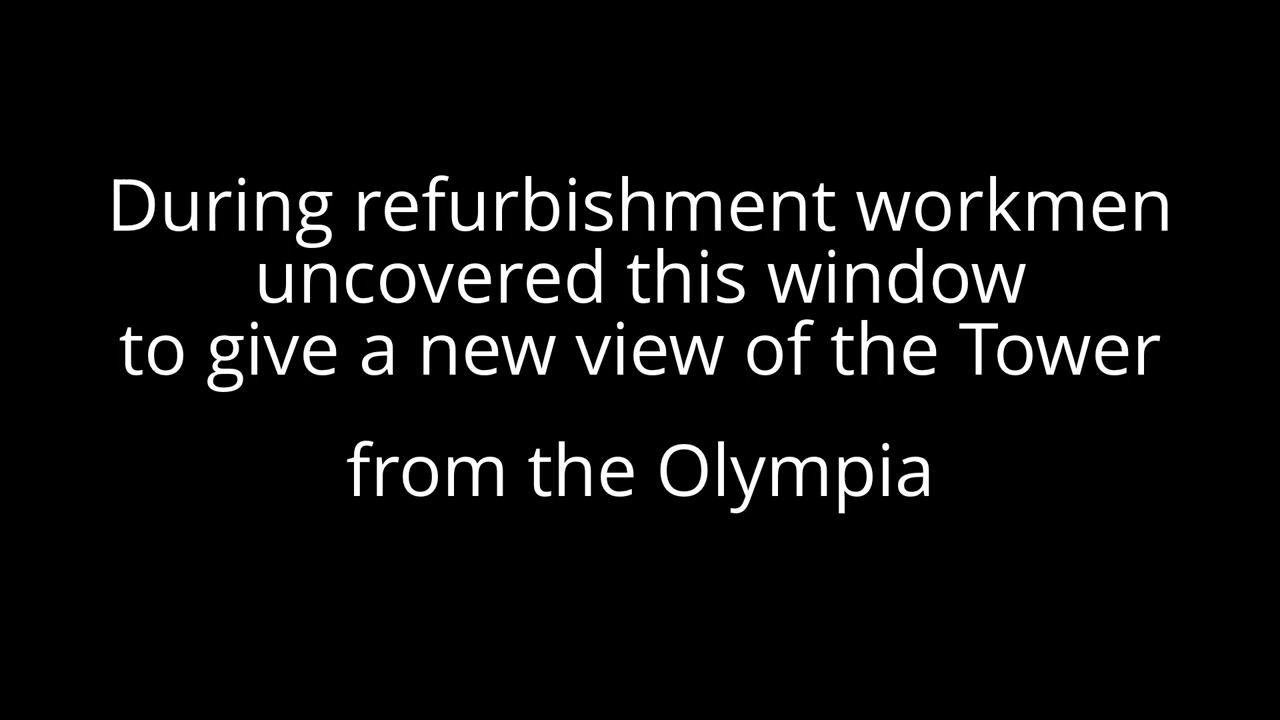 During refurbishment workmen
uncovered this window
to give a new view of the Tower
from the Olympia